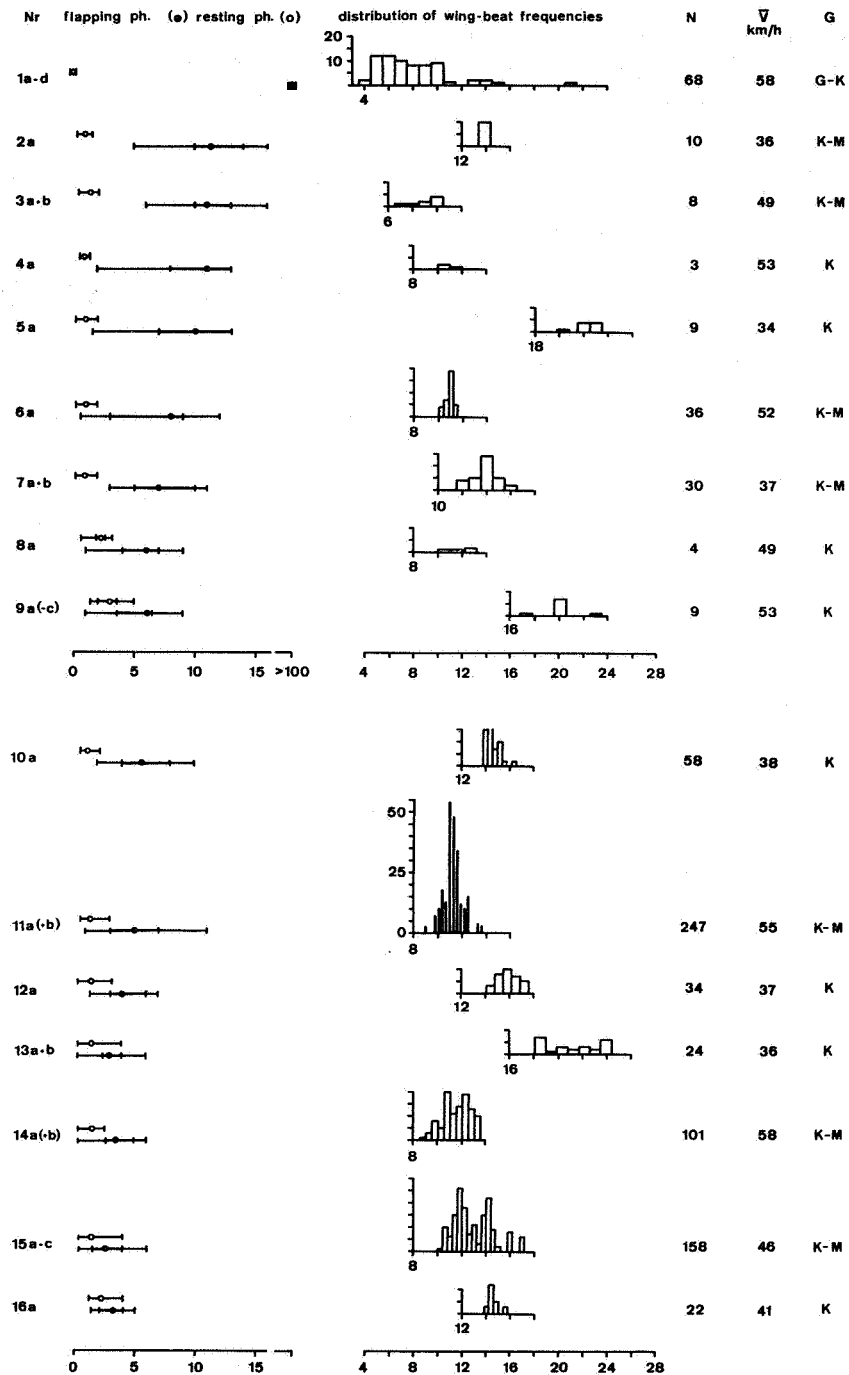 Nr flapping ph. (●) resting ph. (o) distribution of wing-beat frequencies N V̅ km/h G
20
10
4
1a-d 68 58 G-K
12
2a 10 36 K-M
6
3a+b 8 49 K-M
8
4a 3 53 K
18
5a 9 34 K
8
6a 36 52 K-M
10
7a+b 30 37 K-M
8
8a 4 49 K
16
9a(-c) 9 53 K
0 5 10 15 >100 4 8 12 16 20 24 28
12
10a 58 38 K
50
25
0
8
11a(+b) 247 55 K-M
12
12a 34 37 K
16
13a+b 24 36 K
8
14a(+b) 101 58 K-M
8
15a-c 158 46 K-M
12
16a 22 41 K
0 5 10 15 4 8 12 16 20 24 28